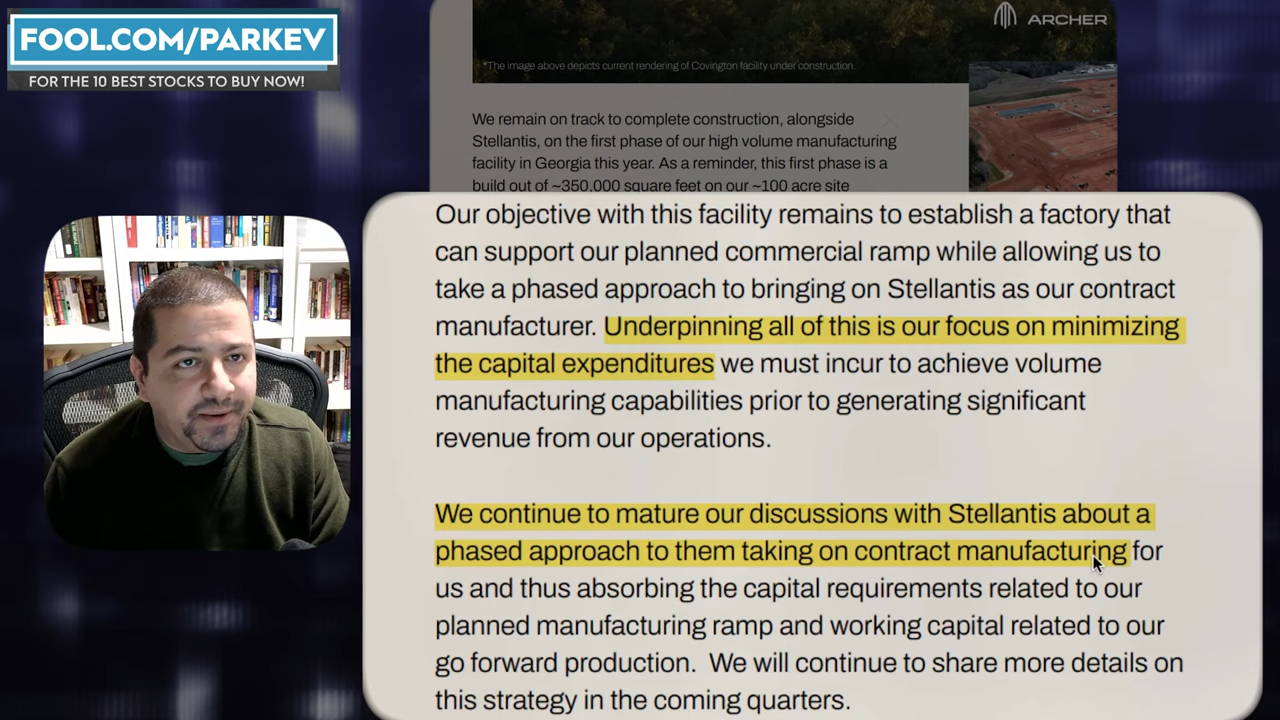 FOOL.COM/PARKEV
FOR THE 10 BEST STOCKS TO BUY NOW!
ARCHER
*The image above depicts current rendering of Covington facility under construction.
We remain on track to complete construction, alongside
Stellantis, on the first phase of our high volume manufacturing
facility in Georgia this year. As a reminder, this first phase is a
build out of ~350,000 square feet on our ~100 acre site
Our objective with this facility remains to establish a factory that
can support our planned commercial ramp while allowing us to
take a phased approach to bringing on Stellantis as our contract
manufacturer. Underpinning all of this is our focus on minimizing
the capital expenditures we must incur to achieve volume
manufacturing capabilities prior to generating significant
revenue from our operations.
We continue to mature our discussions with Stellantis about a
phased approach to them taking on contract manufacturing for
us and thus absorbing the capital requirements related to our
planned manufacturing ramp and working capital related to our
go forward production. We will continue to share more details on
this strategy in the coming quarters.